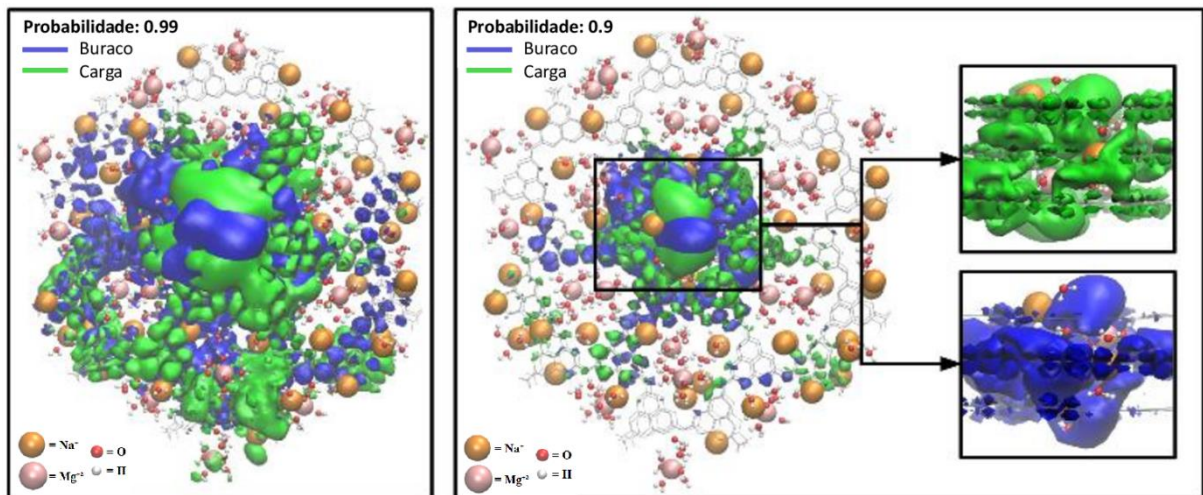 Probabilidade: 0.99
Buraco
Carga
= Na⁺
= O
= Mg⁺²
= H
Probabilidade: 0.9
Buraco
Carga
= Na⁺
= O
= Mg⁺²
= H